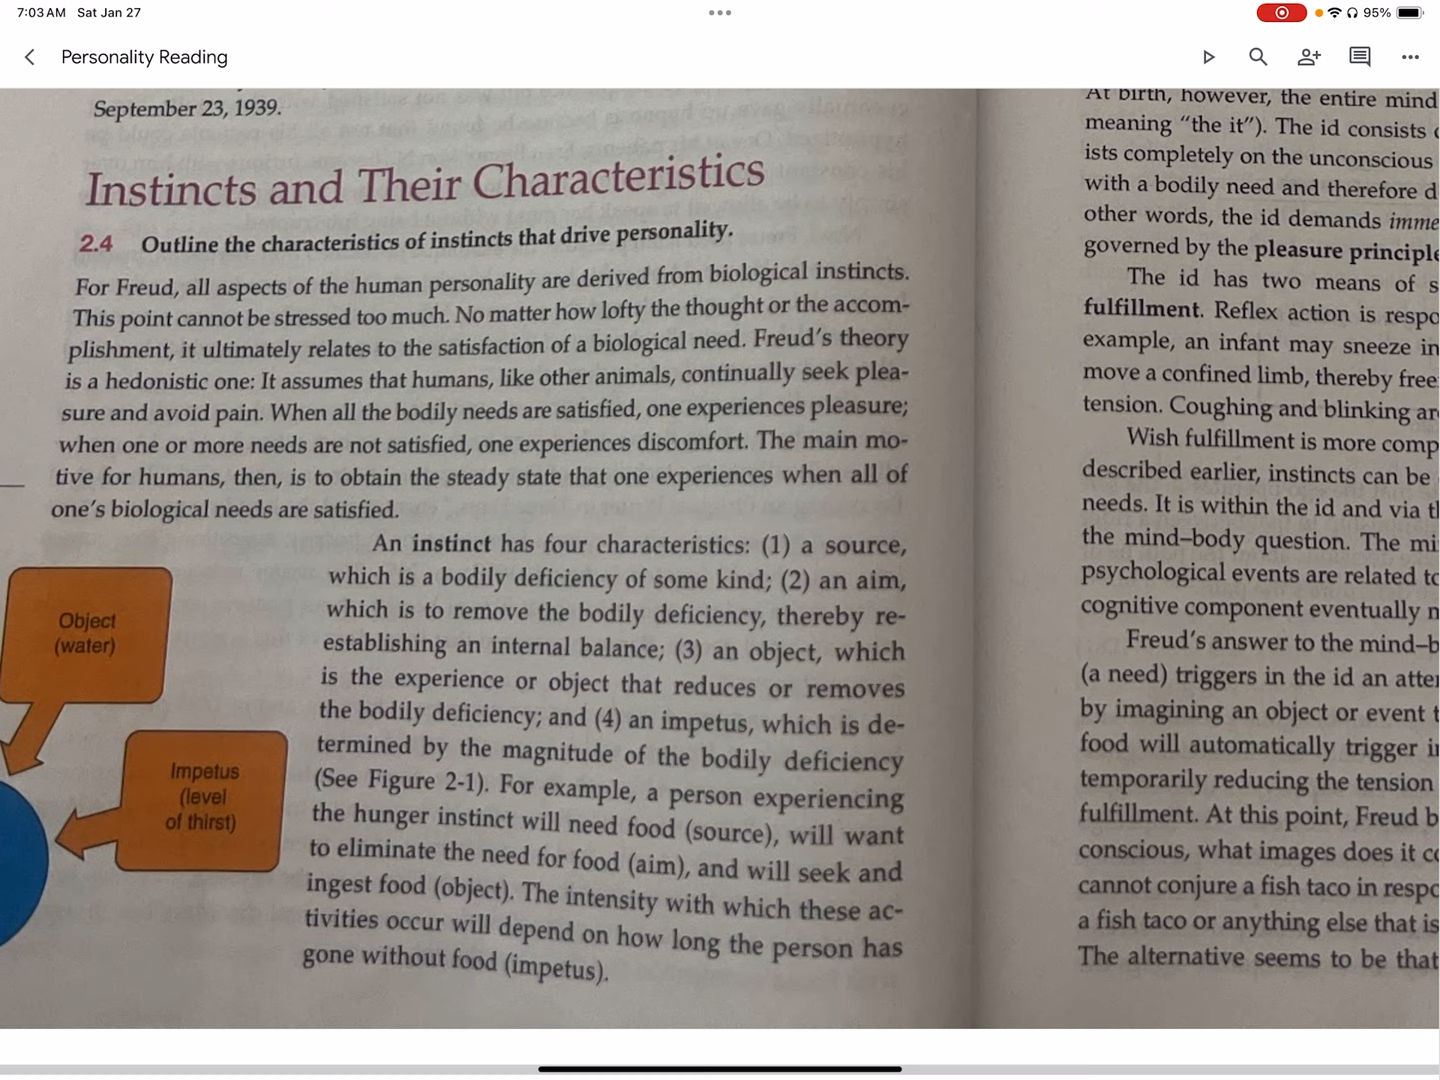 7:03 AM Sat Jan 27
95%
Personality Reading
September 23, 1939.
Instincts and Their Characteristics
2.4 Outline the characteristics of instincts that drive personality.
For Freud, all aspects of the human personality are derived from biological instincts.
This point cannot be stressed too much. No matter how lofty the thought or the accom-
plishment, it ultimately relates to the satisfaction of a biological need. Freud's theory
is a hedonistic one: It assumes that humans, like other animals, continually seek plea-
sure and avoid pain. When all the bodily needs are satisfied, one experiences pleasure;
when one or more needs are not satisfied, one experiences discomfort. The main mo-
tive for humans, then, is to obtain the steady state that one experiences when all of
one's biological needs are satisfied.
An instinct has four characteristics: (1) a source,
which is a bodily deficiency of some kind; (2) an aim,
which is to remove the bodily deficiency, thereby re-
establishing an internal balance; (3) an object, which
is the experience or object that reduces or removes
the bodily deficiency; and (4) an impetus, which is de-
termined by the magnitude of the bodily deficiency
(See Figure 2-1). For example, a person experiencing
the hunger instinct will need food (source), will want
to eliminate the need for food (aim), and will seek and
ingest food (object). The intensity with which these ac-
tivities occur will depend on how long the person has
gone without food (impetus).
Object
(water)
Impetus
(level
of thirst)
At birth, however, the entire mind
meaning "the it"). The id consists
ists completely on the unconscious
with a bodily need and therefore d
other words, the id demands imme
governed by the pleasure principle
The id has two means of s
fulfillment. Reflex action is respo
example, an infant may sneeze in
move a confined limb, thereby free
tension. Coughing and blinking ar
Wish fulfillment is more comp
described earlier, instincts can be
needs. It is within the id and via t
the mind–body question. The mi
psychological events are related to
cognitive component eventually n
Freud's answer to the mind–b
(a need) triggers in the id an atte
by imagining an object or event t
food will automatically trigger i
temporarily reducing the tension
fulfillment. At this point, Freud b
conscious, what images does it c
cannot conjure a fish taco in respo
a fish taco or anything else that is
The alternative seems to be that